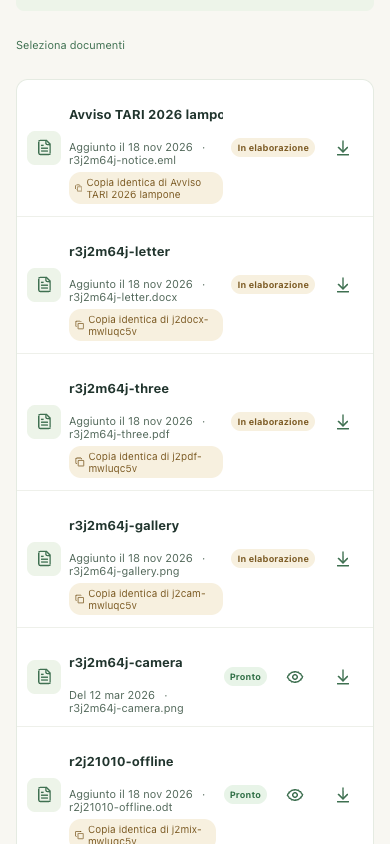 Seleziona documenti
Avviso TARI 2026 lampo
Aggiunto il 18 nov 2026 ·
r3j2m64j-notice.eml
Copia identica di Avviso
TARI 2026 lampone
In elaborazione
r3j2m64j-letter
Aggiunto il 18 nov 2026 ·
r3j2m64j-letter.docx
Copia identica di j2docx-
mwluqc5v
In elaborazione
r3j2m64j-three
Aggiunto il 18 nov 2026 ·
r3j2m64j-three.pdf
Copia identica di j2pdf-
mwluqc5v
In elaborazione
r3j2m64j-gallery
Aggiunto il 18 nov 2026 ·
r3j2m64j-gallery.png
Copia identica di j2cam-
mwluqc5v
In elaborazione
r3j2m64j-camera
Del 12 mar 2026 ·
r3j2m64j-camera.png
Pronto
r2j21010-offline
Aggiunto il 18 nov 2026 ·
r2j21010-offline.odt
Copia identica di j2mix-
mwluqc5v
Pronto